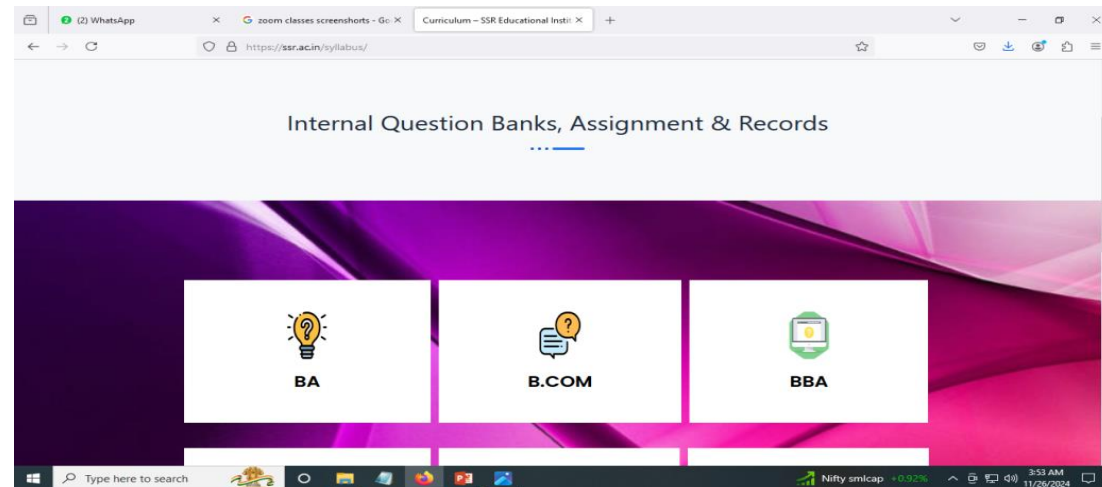 (2) WhatsApp
zoom classes screenshorts - Go
Curriculum – SSR Educational Instit
https://ssr.ac.in/syllabus/
Internal Question Banks, Assignment & Records
BA
B.COM
BBA
Type here to search
Nifty smlcap +0.92%
3:53 AM
11/26/2024